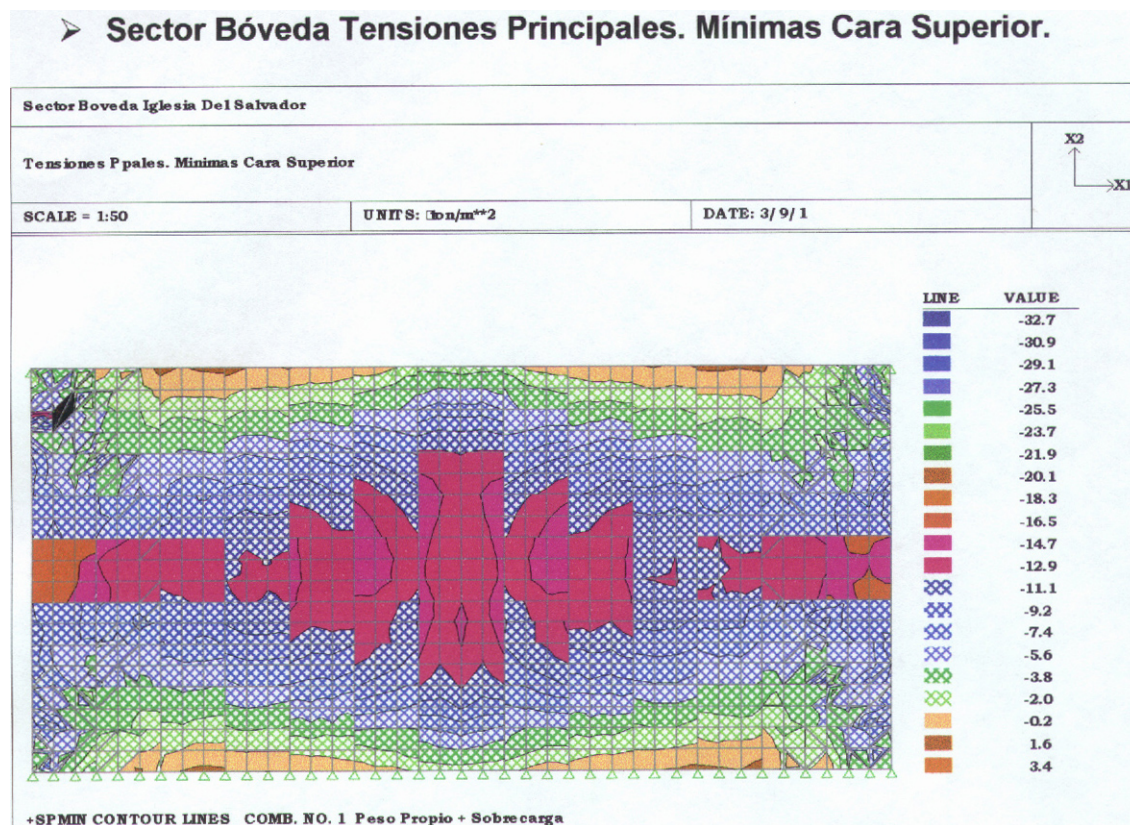 ➢ Sector Bóveda Tensiones Principales. Mínimas Cara Superior.
Sector Boveda Iglesia Del Salvador
Tensiones Ppales. Minimas Cara Superior
X2
X1
SCALE = 1:50
UNITS: ton/m**2
DATE: 3/ 9/ 1
LINE VALUE
-32.7
-30.9
-29.1
-27.3
-25.5
-23.7
-21.9
-20.1
-18.3
-16.5
-14.7
-12.9
-11.1
-9.2
-7.4
-5.6
-3.8
-2.0
-0.2
1.6
3.4
+SPMIN CONTOUR LINES COMB. NO. 1 Peso Propio + Sobrecarga